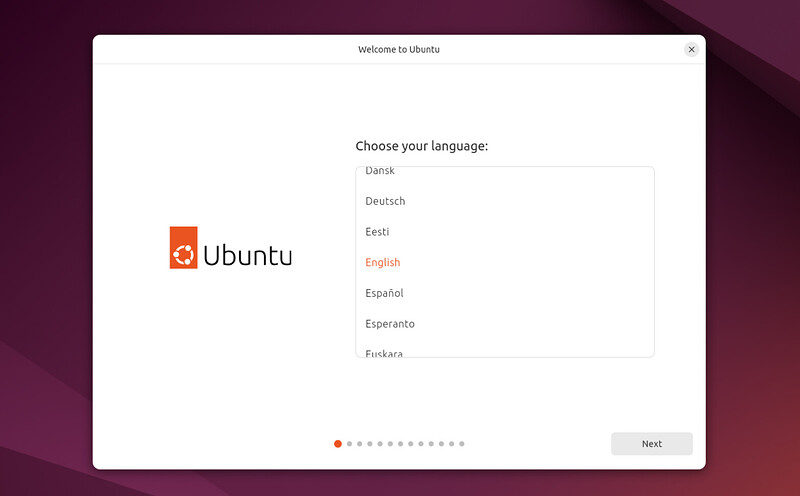 Welcome to Ubuntu
Choose your language:
Dansk
Deutsch
Eesti
English
Español
Esperanto
Euskara
Ubuntu
Next